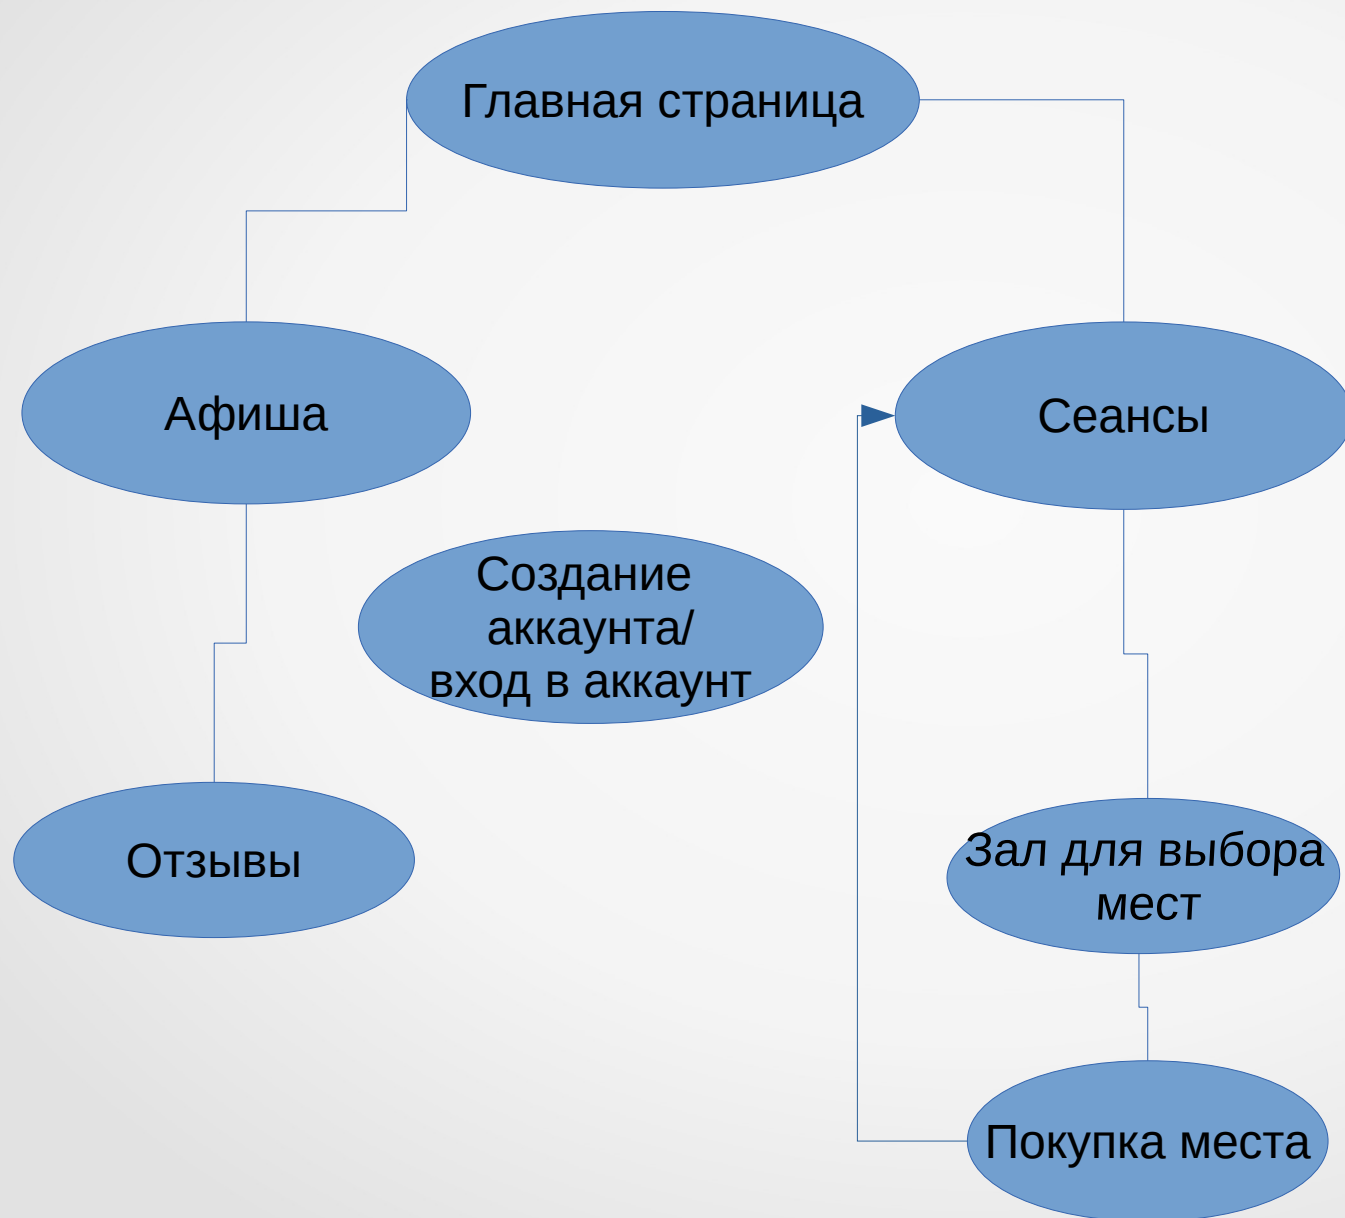 Главная страница
Афиша
Сеансы
Создание
аккаунта/
вход в аккаунт
Отзывы
Зал для выбора
мест
Покупка места